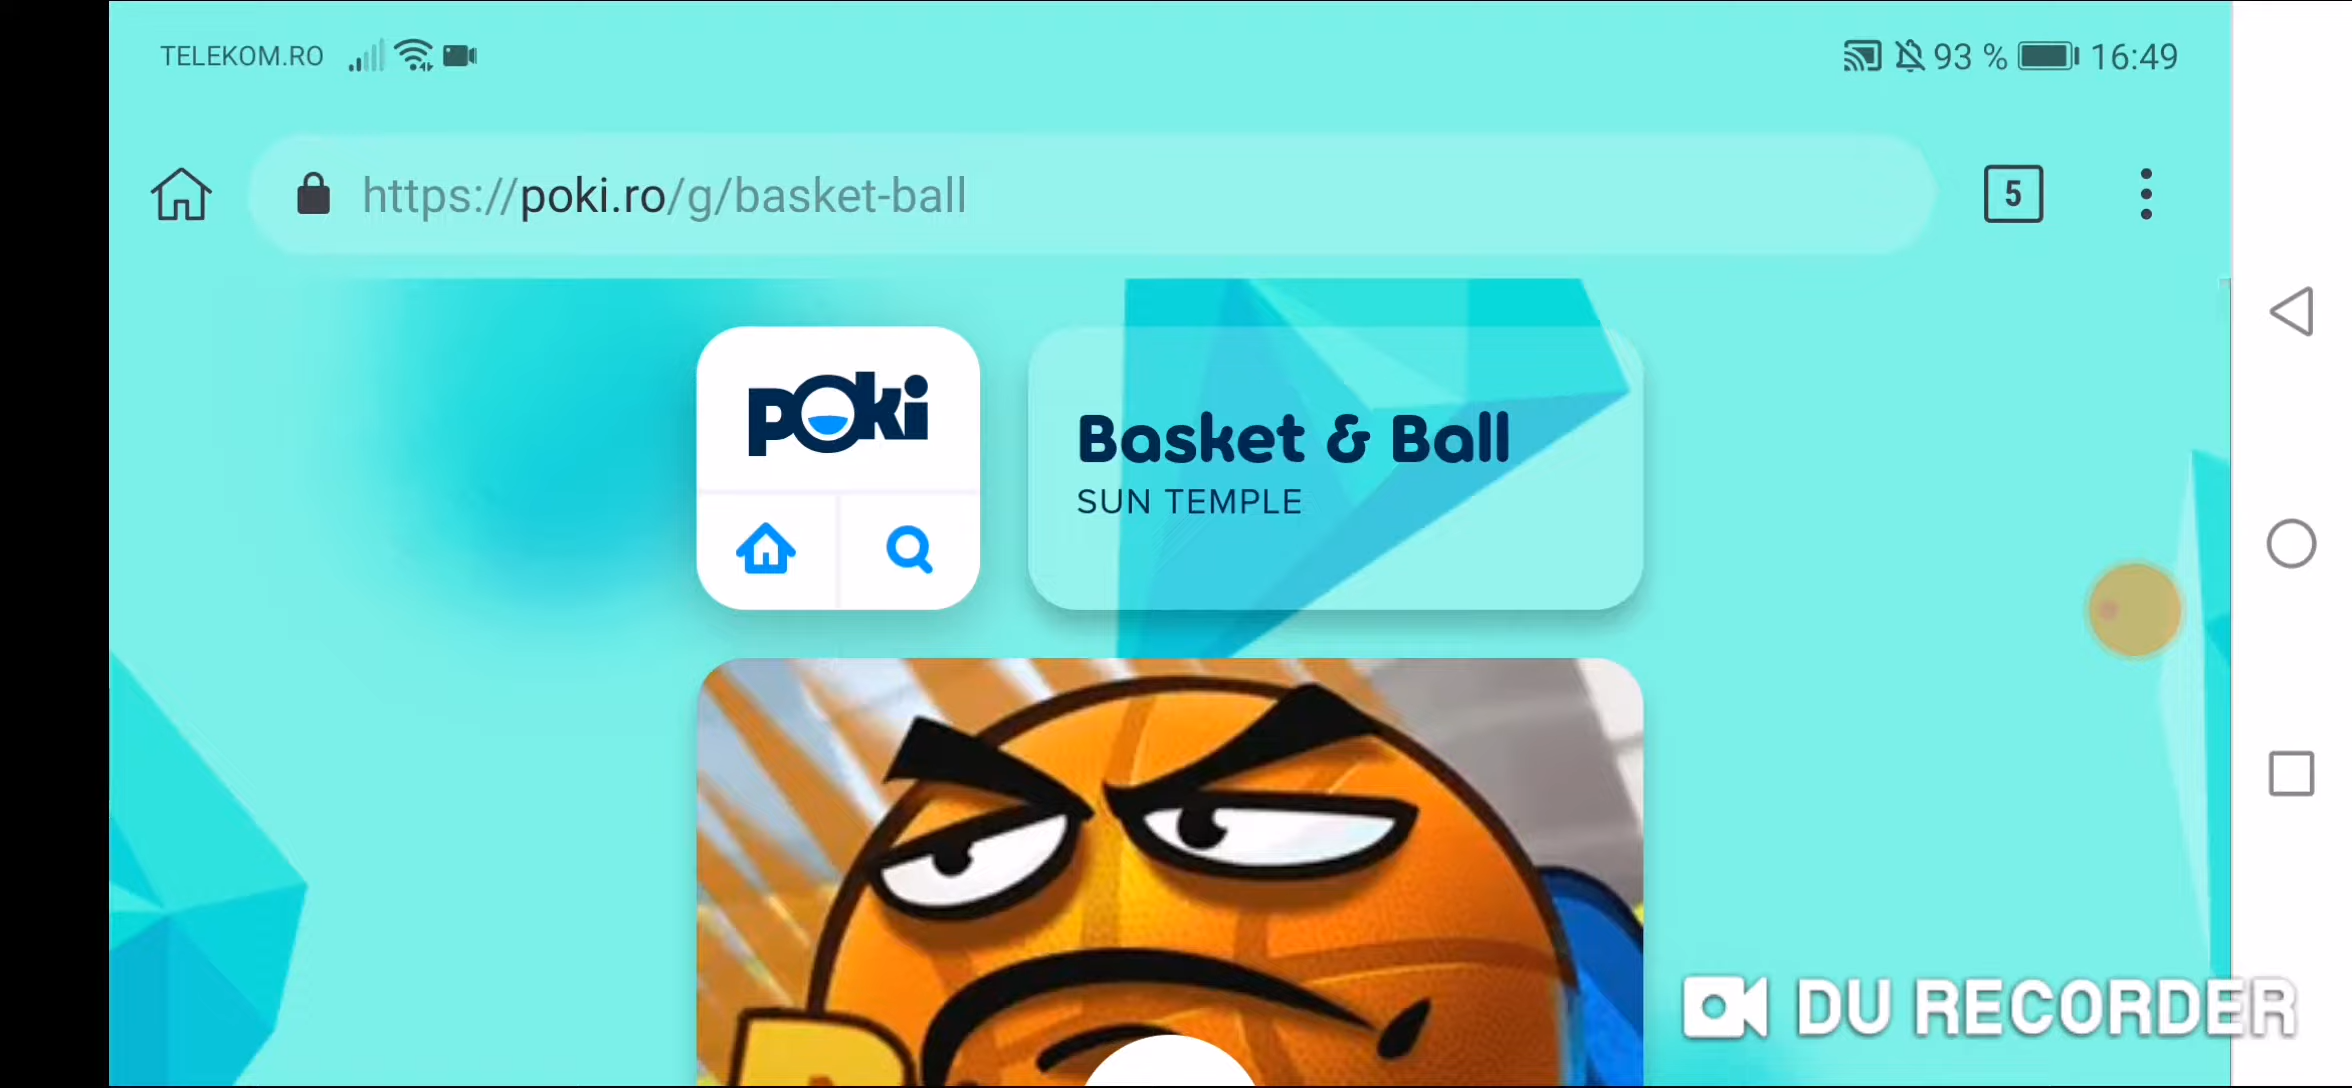 TELEKOM.RO
93 %
16:49
https://poki.ro/g/basket-ball
5
poki
Basket & Ball
SUN TEMPLE
DU RECORDER